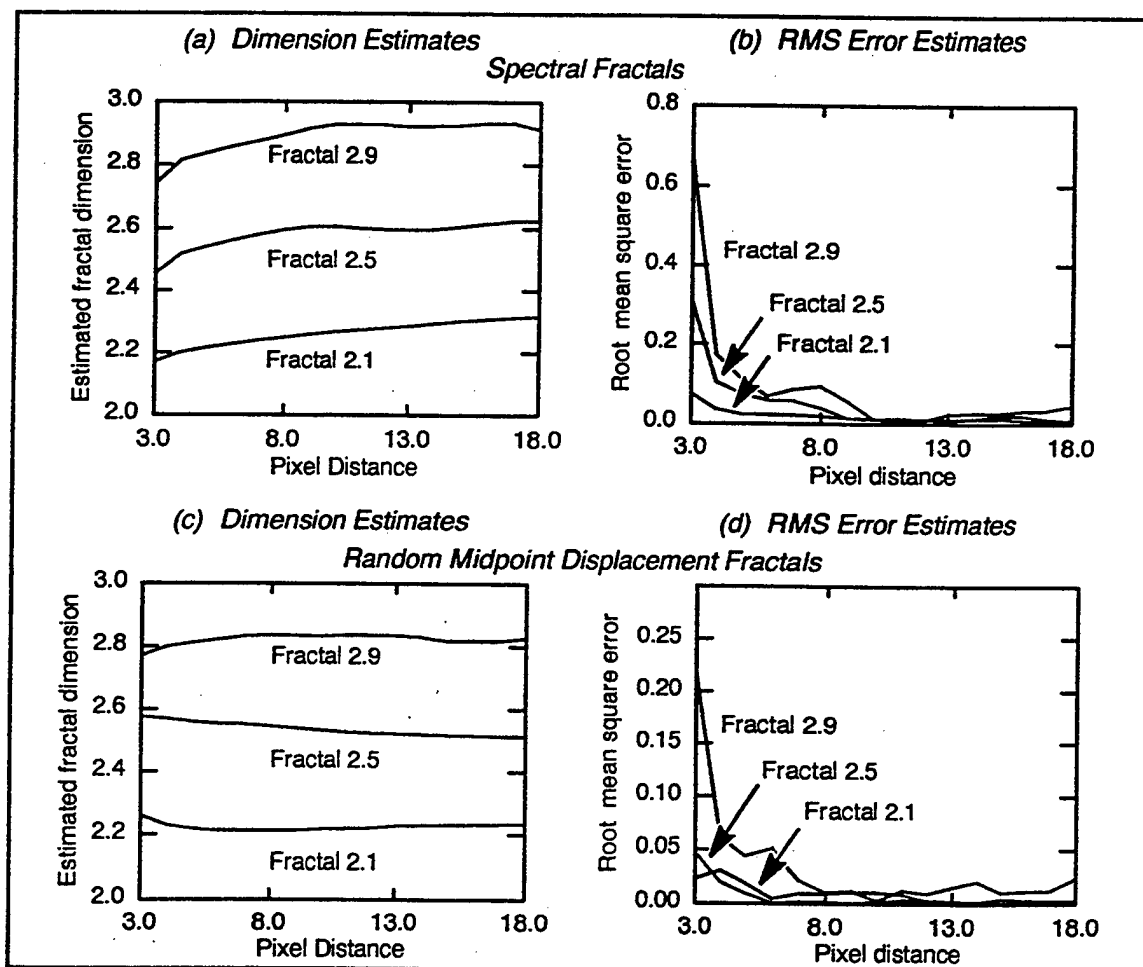 (a) Dimension Estimates
(b) RMS Error Estimates
Spectral Fractals
Estimated fractal dimension
3.0
2.8
2.6
2.4
2.2
2.0
Fractal 2.9
Fractal 2.5
Fractal 2.1
3.0 8.0 13.0 18.0
Pixel Distance
Root mean square error
0.8
0.6
0.4
0.2
0.0
Fractal 2.9
Fractal 2.5
Fractal 2.1
3.0 8.0 13.0 18.0
Pixel distance
(c) Dimension Estimates
(d) RMS Error Estimates
Random Midpoint Displacement Fractals
Estimated fractal dimension
3.0
2.8
2.6
2.4
2.2
2.0
Fractal 2.9
Fractal 2.5
Fractal 2.1
3.0 8.0 13.0 18.0
Pixel Distance
Root mean square error
0.25
0.20
0.15
0.10
0.05
0.00
Fractal 2.9
Fractal 2.5
Fractal 2.1
3.0 8.0 13.0 18.0
Pixel distance